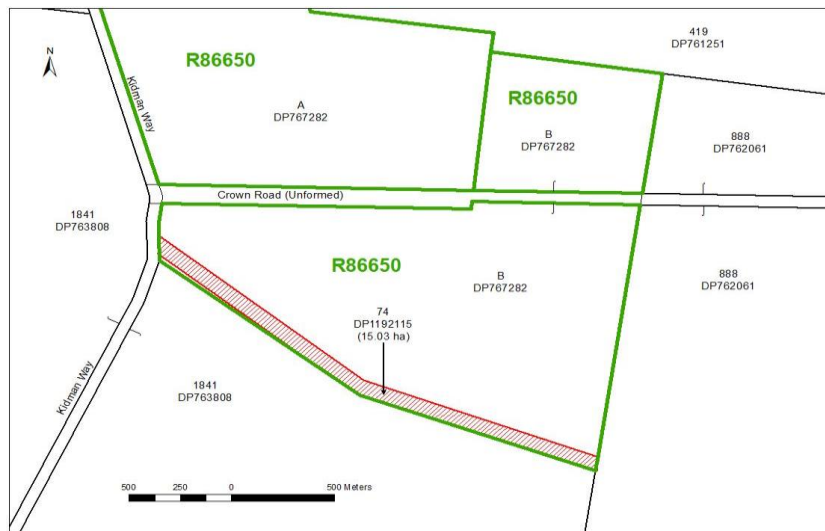 419
DP761251
N
R86650
Kidman Way
A
DP767282
R86650
B
DP767282
888
DP762061
Crown Road (Unformed)
1841
DP763808
R86650
B
DP767282
888
DP762061
74
DP1192115
(15.03 ha)
Kidman Way
1841
DP763808
500 250 0 500 Meters